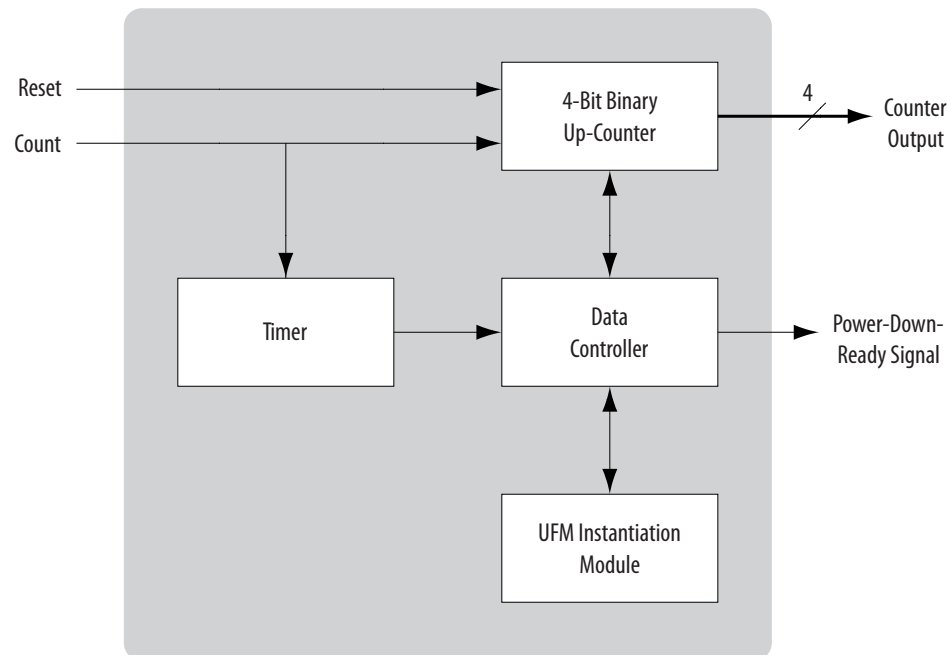 Reset
Count
4-Bit Binary
Up-Counter
4
Counter
Output
Timer
Data
Controller
Power-Down-
Ready Signal
UFM Instantiation
Module